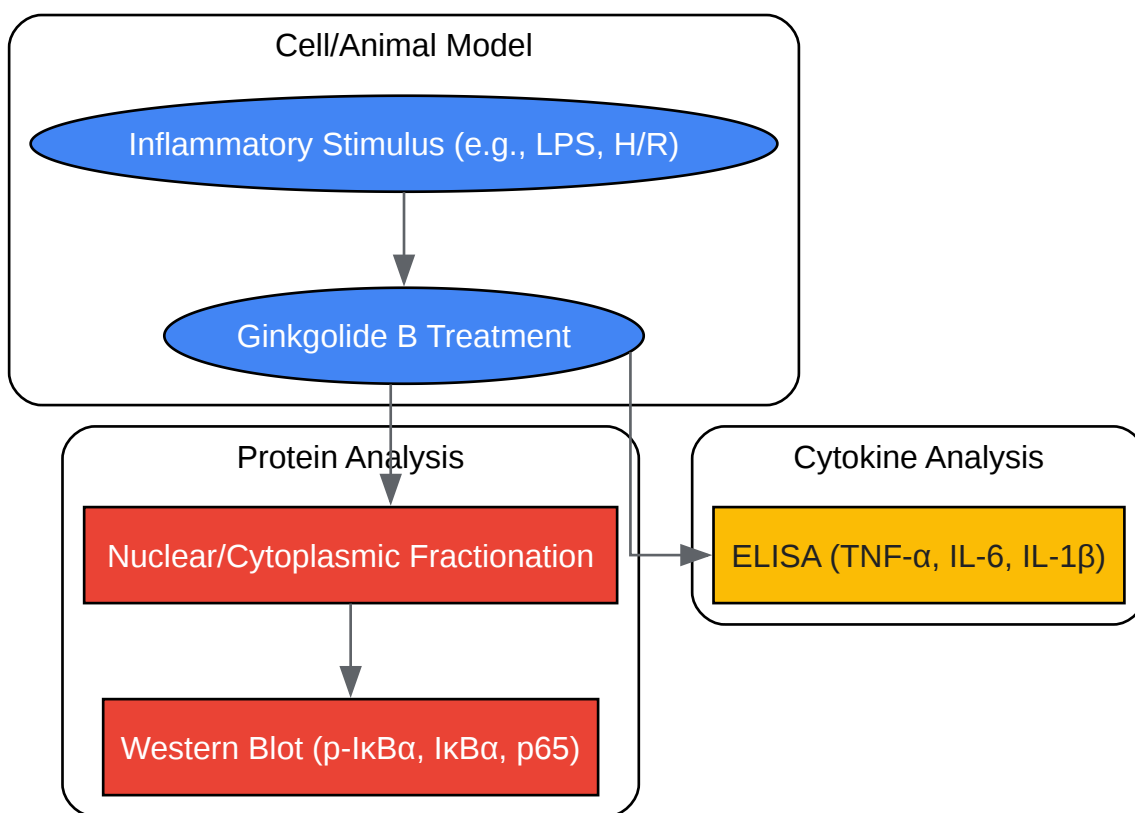 Cell/Animal Model
Inflammatory Stimulus (e.g., LPS, H/R)
Ginkgolide B Treatment
Protein Analysis
Nuclear/Cytoplasmic Fractionation
Western Blot (p-IκBα, IκBα, p65)
Cytokine Analysis
ELISA (TNF-α, IL-6, IL-1β)